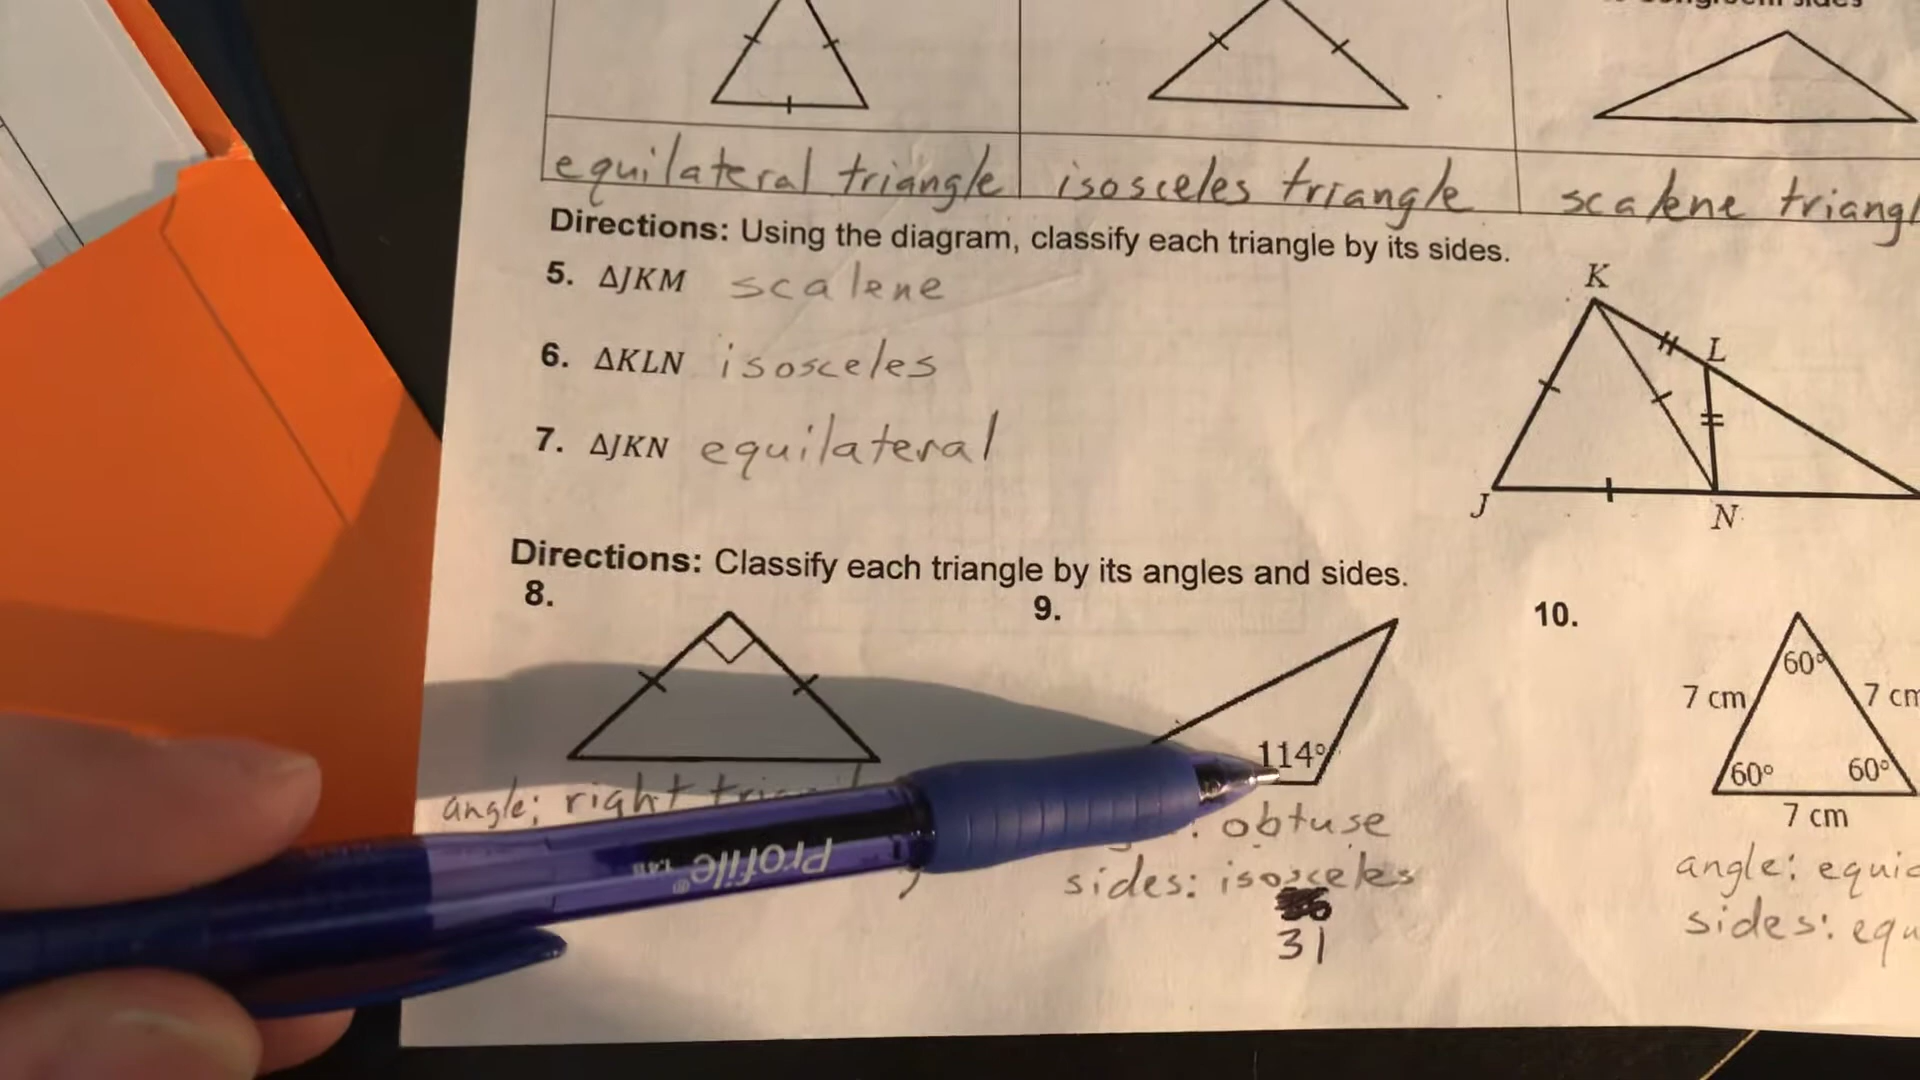 congruent sides
equilateral triangle
isosceles triangle
scalene triangl
Directions: Using the diagram, classify each triangle by its sides.
5. ΔJKM scalene
6. ΔKLN isosceles
7. ΔJKN equilateral
K
L
J
N
Directions: Classify each triangle by its angles and sides.
8.
angle: right
9.
114°
obtuse
sides: isosceles
31
10.
60°
7 cm
7 cm
60°
60°
7 cm
angle: equia
sides: equ
Profile